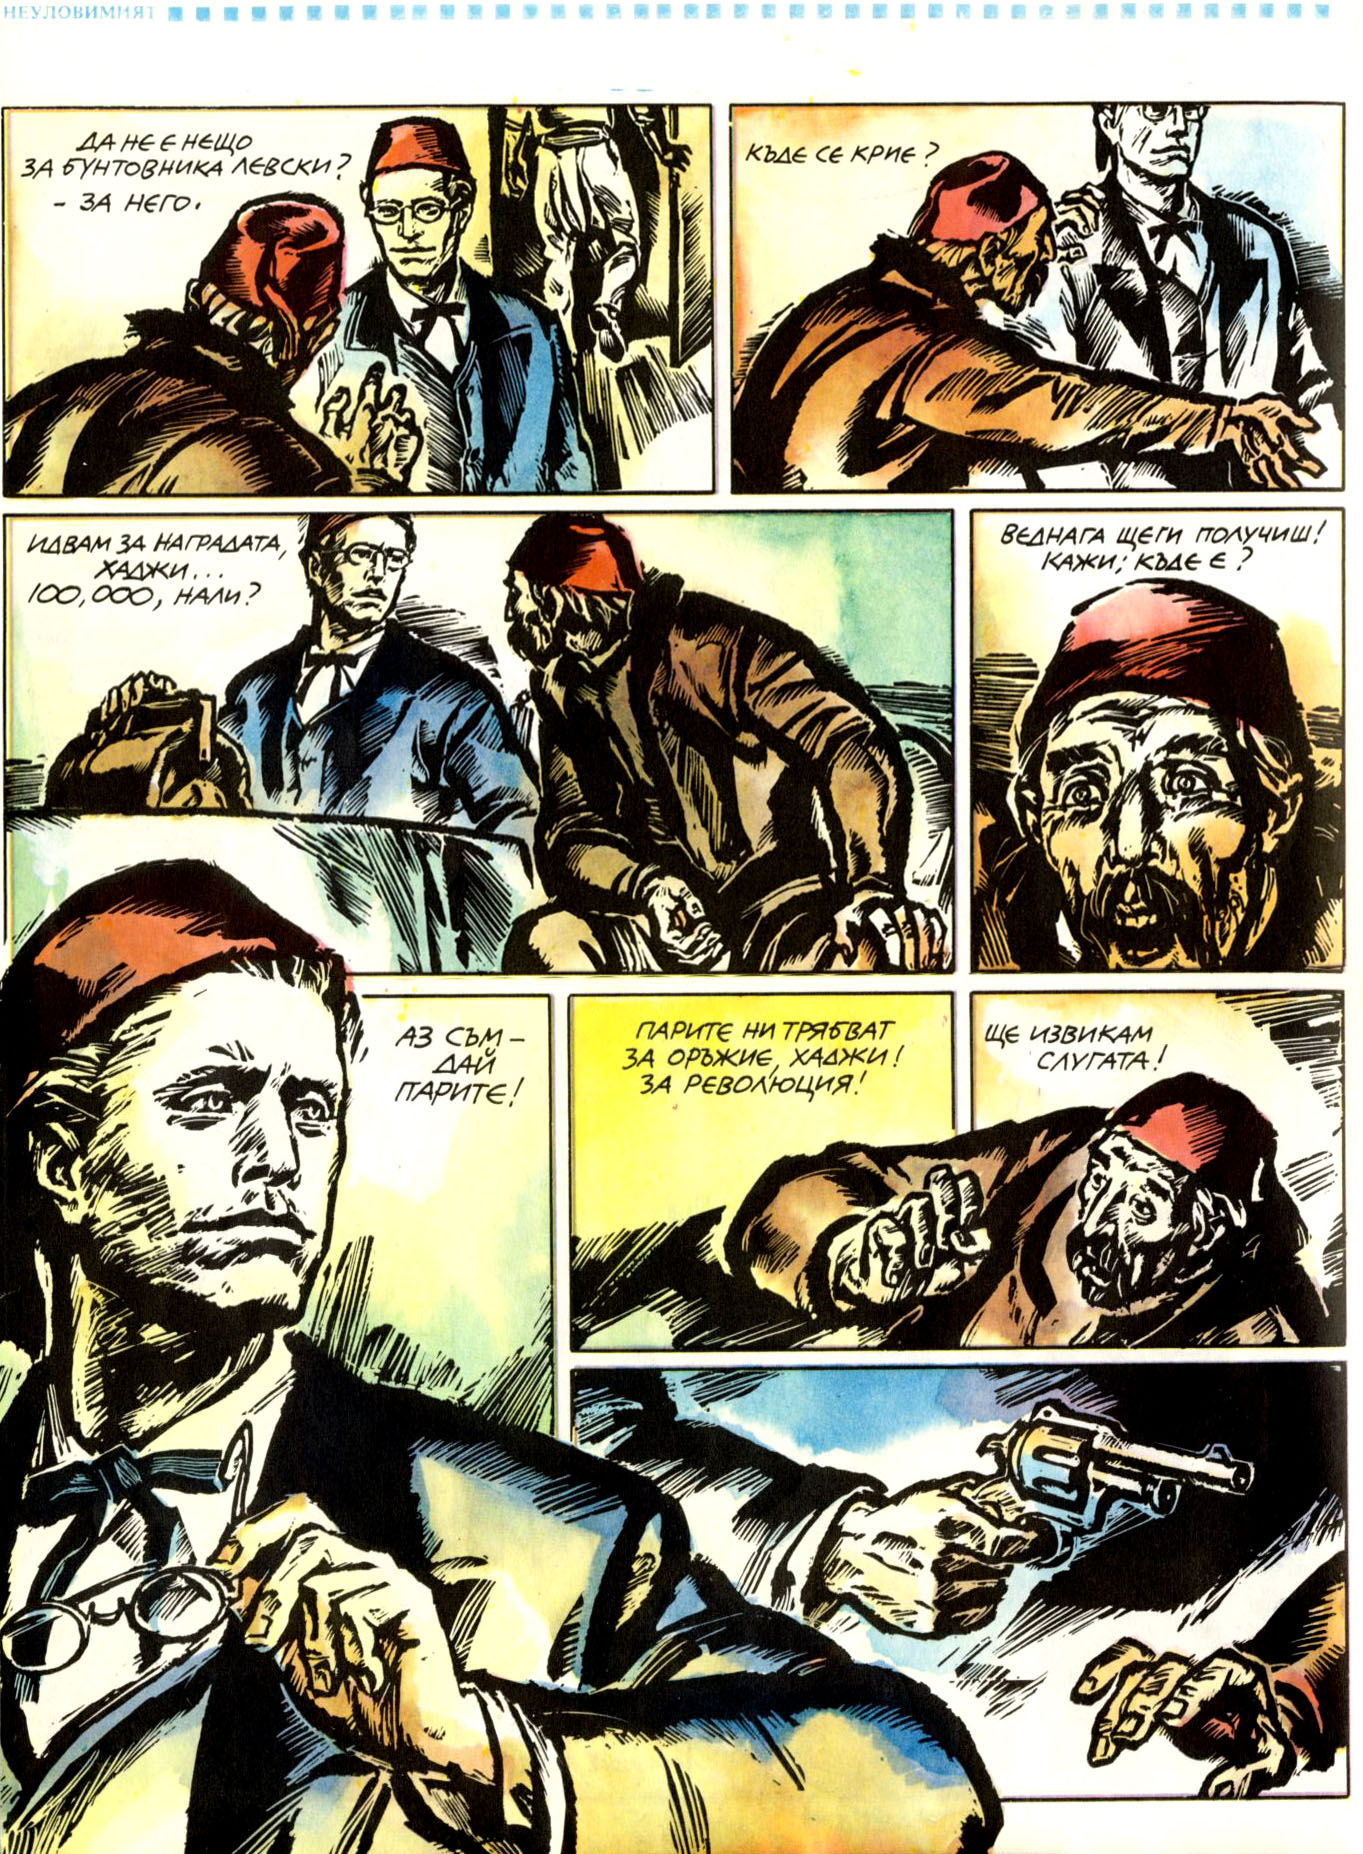 НЕУЛОВИМИЯТ
ДА НЕ Е НЕЩО
ЗА БУНТОВНИКА ЛЕВСКИ?
- ЗА НЕГО.
КЪДЕ СЕ КРИЕ?
ИДВАМ ЗА НАГРАДАТА,
ХАДЖИ...
100,000, НАЛИ?
ВЕДНАГА ЩЕГИ ПОЛУЧИШ!
КАЖИ; КЪДЕ Е?
АЗ СЪМ –
ДАЙ
ПАРИТЕ!
ПАРИТЕ НИ ТРЯБВАТ
ЗА ОРЪЖИЕ, ХАДЖИ!
ЗА РЕВОЛЮЦИЯ!
ЩЕ ИЗВИКАМ
СЛУГАТА!